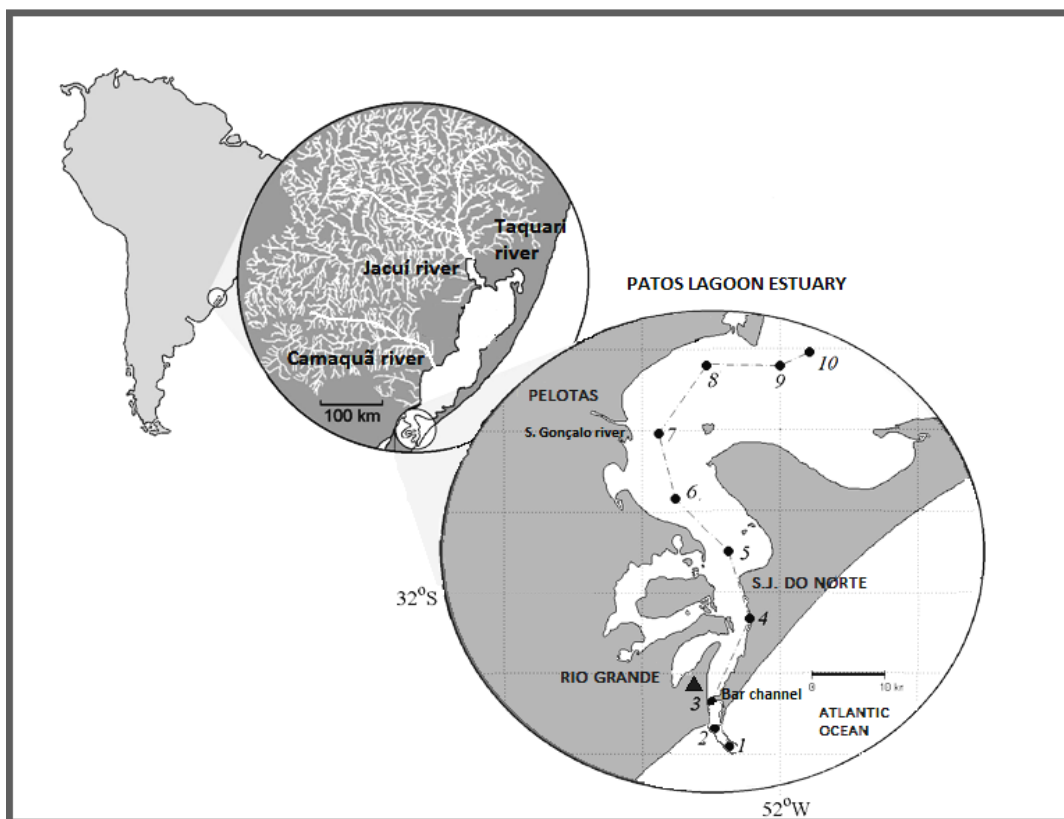 Taquari
river
Jacuí river
Camaquã river
100 km
PATOS LAGOON ESTUARY
10
8
9
PELOTAS
S. Gonçalo river
7
6
5
S.J. DO NORTE
32°S
4
RIO GRANDE
0 10 k
3
Bar channel
ATLANTIC
OCEAN
2
1
52°W